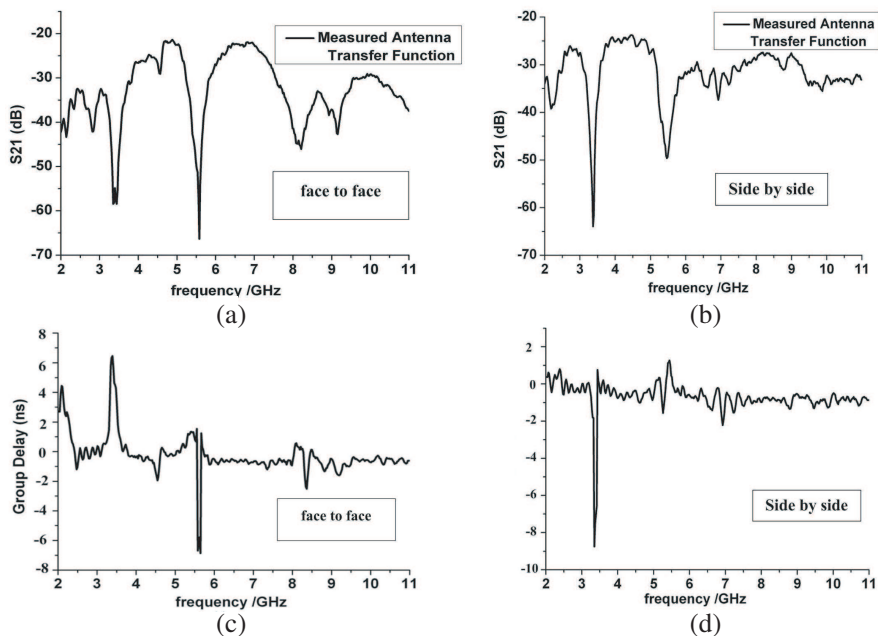 -20
-30
-40
-50
-60
-70
S21 (dB)
Measured Antenna
Transfer Function
face to face
2 3 4 5 6 7 8 9 10 11
frequency /GHz
(a)
-20
-30
-40
-50
-60
-70
S21 (dB)
Measured Antenna
Transfer Function
Side by side
2 3 4 5 6 7 8 9 10 11
frequency /GHz
(b)
8
6
4
2
0
-2
-4
-6
-8
Group Delay (ns)
face to face
2 3 4 5 6 7 8 9 10 11
frequency /GHz
(c)
2
0
-2
-4
-6
-8
-10
Side by side
2 3 4 5 6 7 8 9 10 11
frequency /GHz
(d)